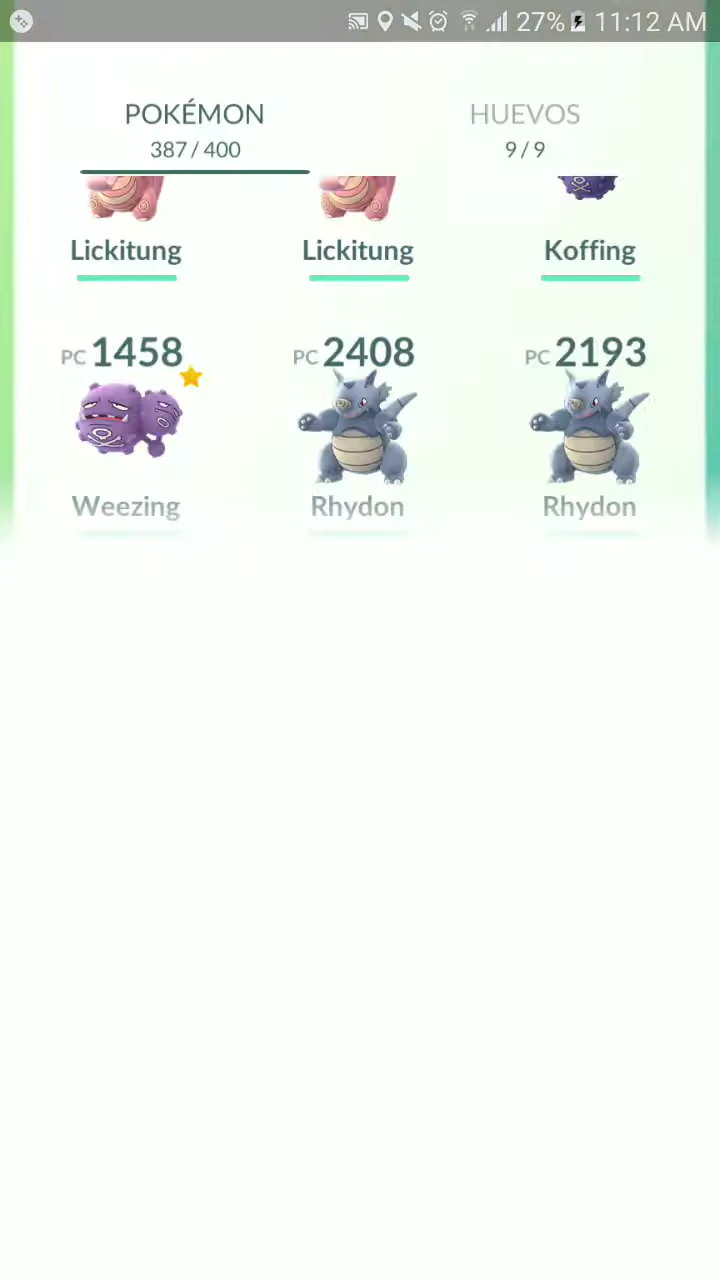 27% 11:12 AM
POKÉMON HUEVOS
387 / 400 9 / 9
Lickitung Lickitung Koffing
PC 1458 PC 2408 PC 2193
Weezing Rhydon Rhydon